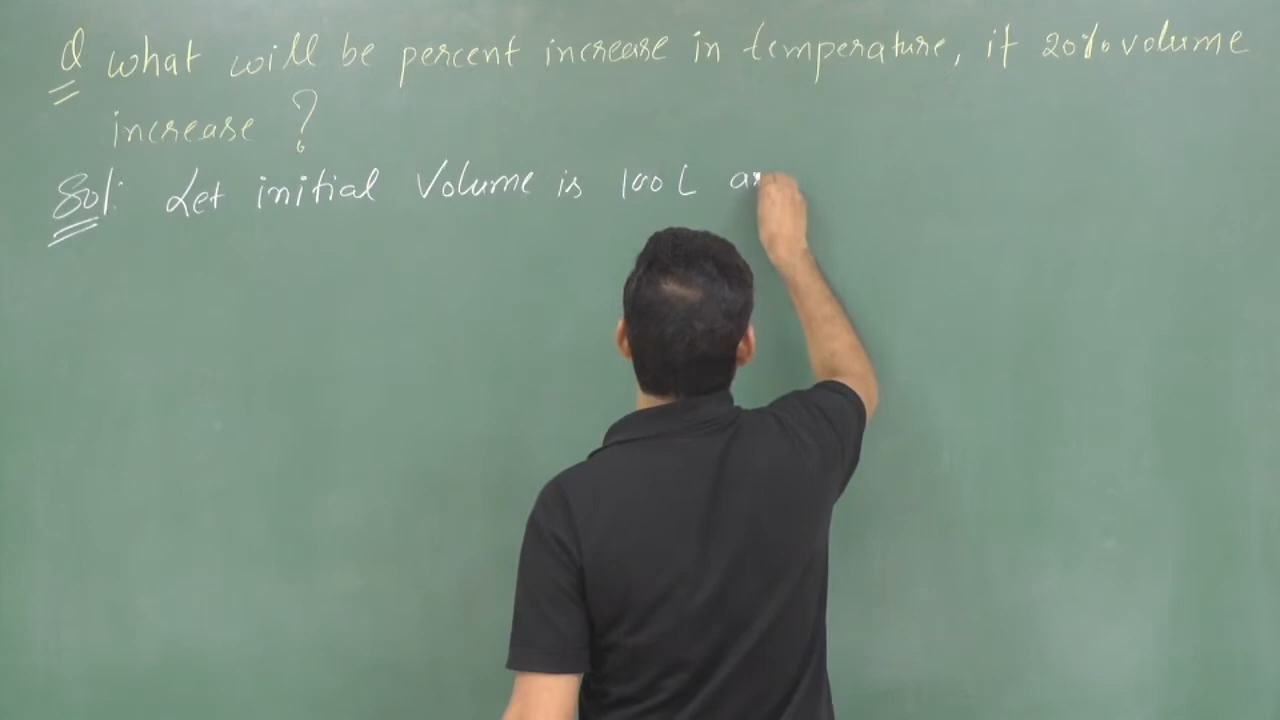 Q what will be percent increase in temperature, if 20% volume
increase ?
Sol: Let initial Volume is 100 L